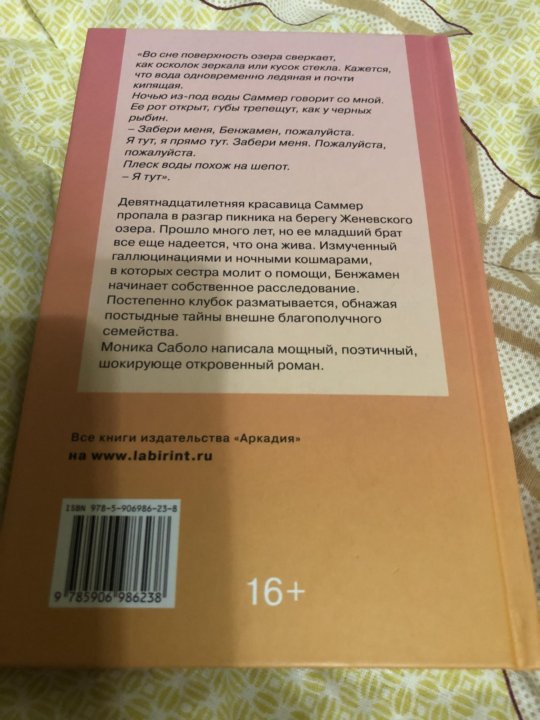 «Во сне поверхность озера сверкает,
как осколок зеркала или кусок стекла. Кажется,
что вода одновременно ледяная и почти
кипящая.
Ночью из-под воды Саммер говорит со мной.
Ее рот открыт, губы трепещут, как у черных
рыбин.
– Забери меня, Бенжамен, пожалуйста.
Я тут, я прямо тут. Забери меня. Пожалуйста,
пожалуйста.
Плеск воды похож на шепот.
– Я тут».
Девятнадцатилетняя красавица Саммер
пропала в разгар пикника на берегу Женевского
озера. Прошло много лет, но ее младший брат
все еще надеется, что она жива. Измученный
галлюцинациями и ночными кошмарами,
в которых сестра молит о помощи, Бенжамен
начинает собственное расследование.
Постепенно клубок разматывается, обнажая
постыдные тайны внешне благополучного
семейства.
Моника Саболо написала мощный, поэтичный,
шокирующе откровенный роман.
Все книги издательства «Аркадия»
на www.labirint.ru
ISBN 978-5-906986-23-8
9 785906 986238
16+